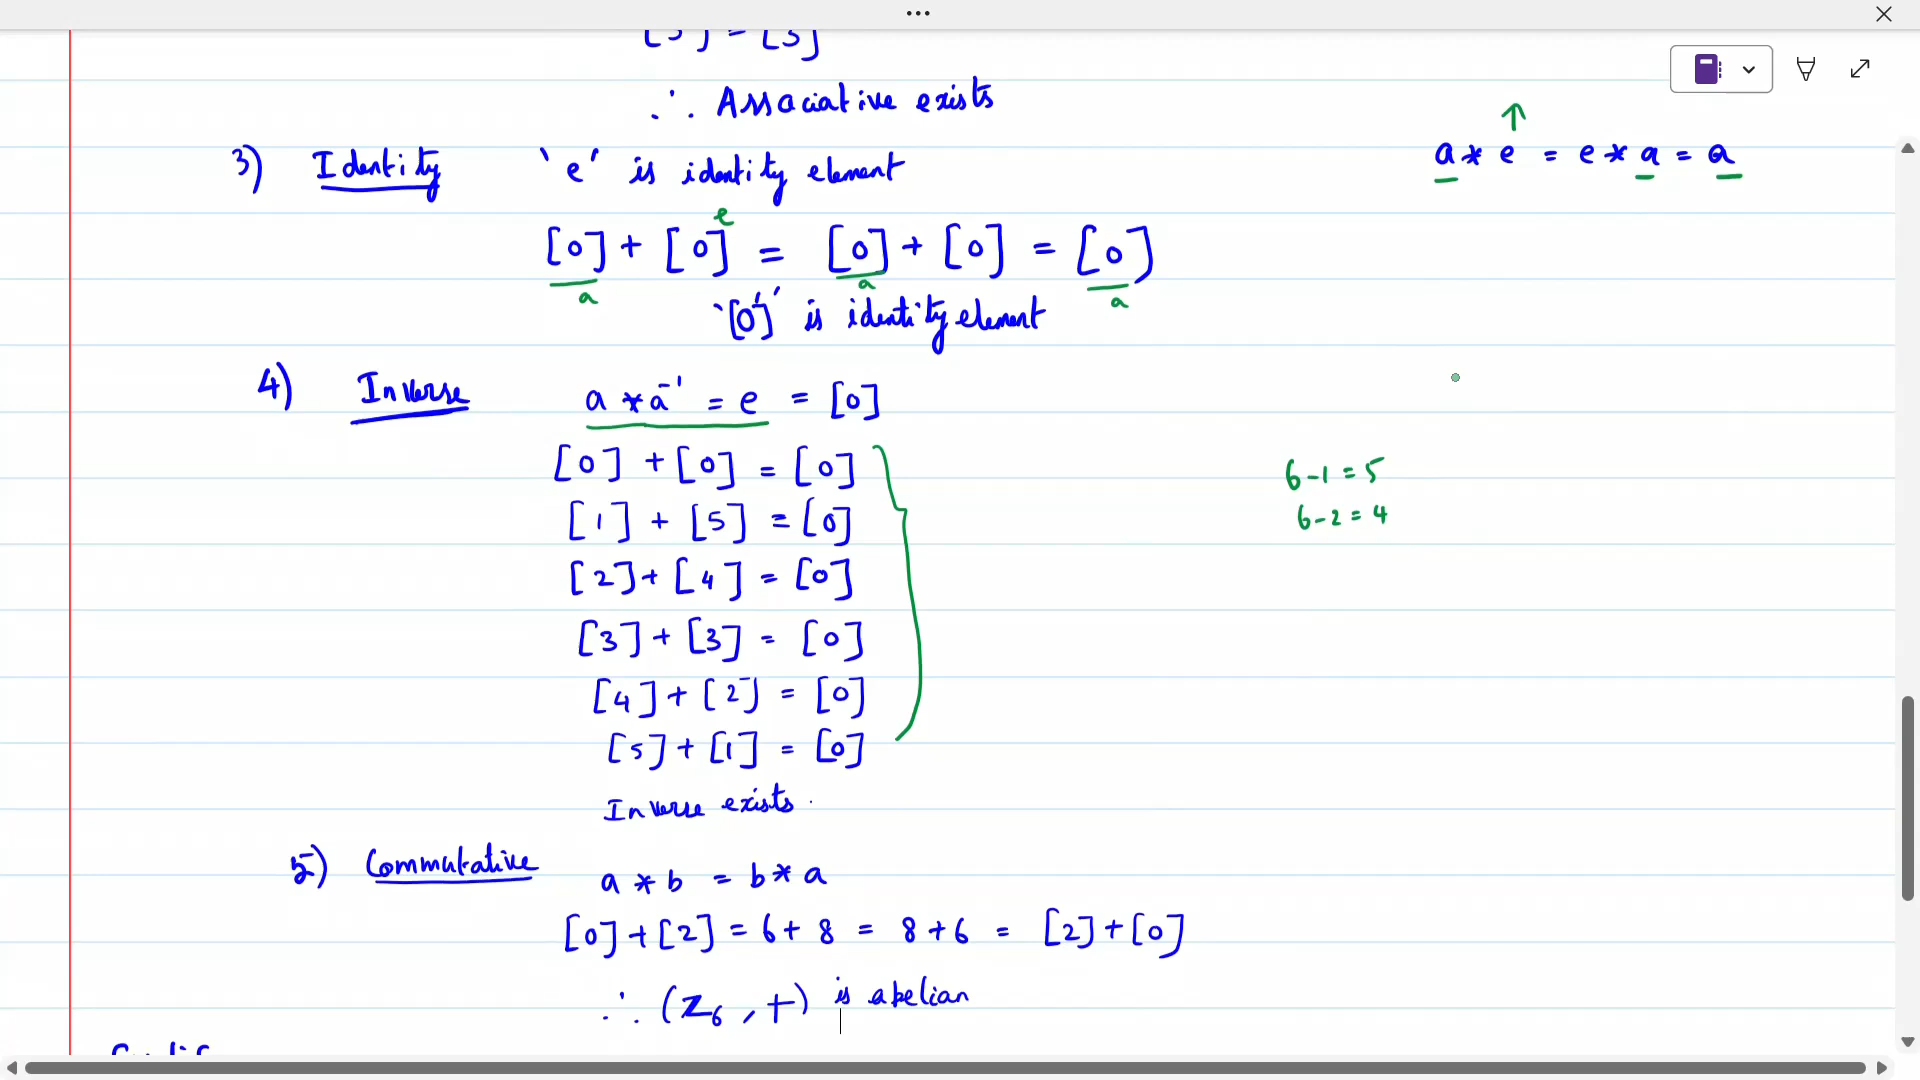 [5] = [5]
∴ Associative exists
3) Identity 'e' is identity element
a * e = e * a = a
[0] + [0] = [0] + [0] = [0]
e
a a a
'[0]' is identity element
4) Inverse a * a⁻¹ = e = [0]
[0] + [0] = [0]
[1] + [5] = [0]
[2] + [4] = [0]
[3] + [3] = [0]
[4] + [2] = [0]
[5] + [1] = [0]
6 - 1 = 5
6 - 2 = 4
Inverse exists.
5) Commutative a * b = b * a
[0] + [2] = 6 + 8 = 8 + 6 = [2] + [0]
∴ (Z₆, +) is abelian